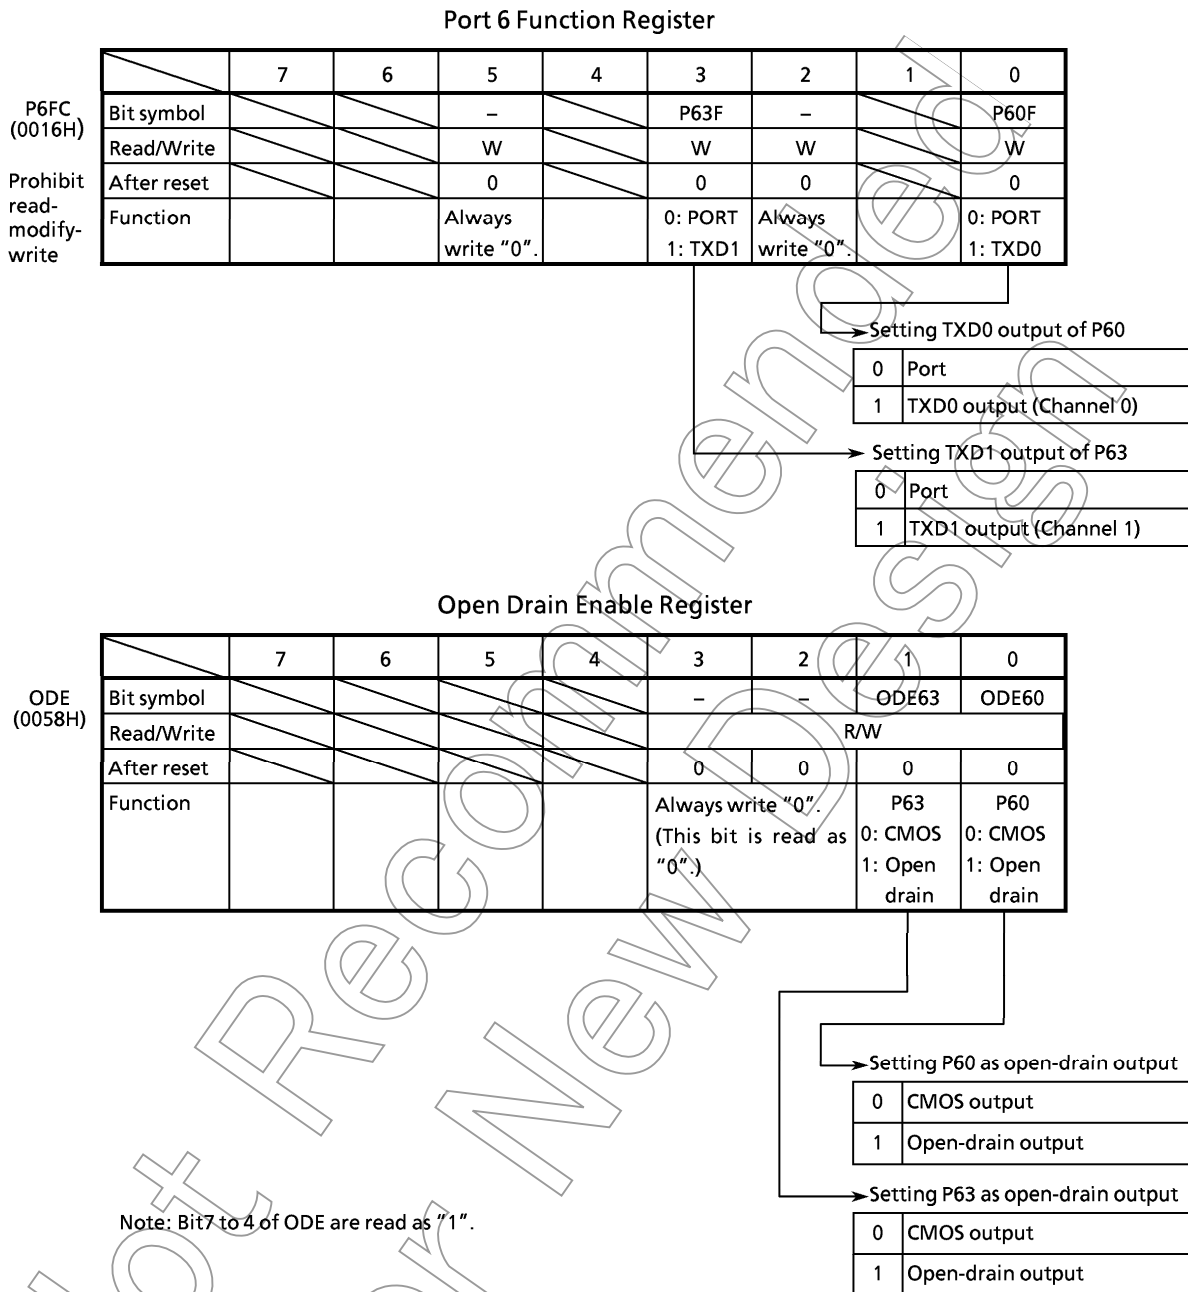 Port 6 Function Register
7 6 5 4 3 2 1 0
P6FC
(0016H)
Bit symbol – P63F – P60F
Read/Write W W W W
Prohibit
read-
modify-
write
After reset 0 0 0 0
Function Always 0: PORT Always 0: PORT
write "0". 1: TXD1 write "0". 1: TXD0
Setting TXD0 output of P60
0 Port
1 TXD0 output (Channel 0)
Setting TXD1 output of P63
0 Port
1 TXD1 output (Channel 1)
Open Drain Enable Register
7 6 5 4 3 2 1 0
ODE
(0058H)
Bit symbol – – ODE63 ODE60
Read/Write R/W
After reset 0 0 0 0
Function Always write "0". P63 P60
(This bit is read as 0: CMOS 0: CMOS
"0".) 1: Open 1: Open
drain drain
Setting P60 as open-drain output
0 CMOS output
1 Open-drain output
Setting P63 as open-drain output
0 CMOS output
1 Open-drain output
Note: Bit7 to 4 of ODE are read as "1".
Not Recommended
for New Design